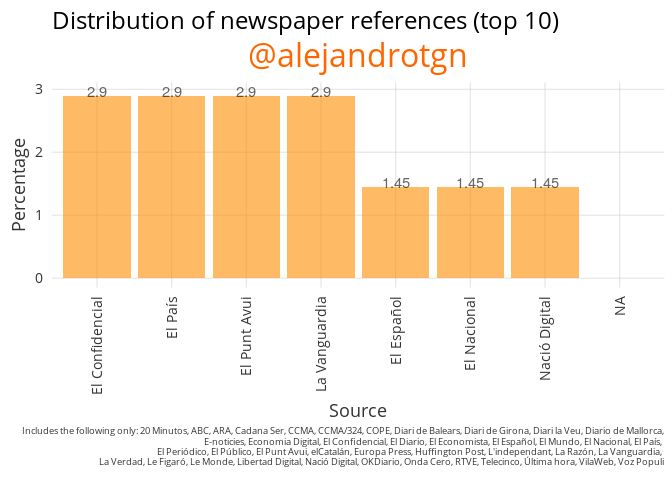 Distribution of newspaper references (top 10)
@alejandrotgn
Percentage
3
2
1
0
2.9
2.9
2.9
2.9
1.45
1.45
1.45
El Confidencial
El País
El Punt Avui
La Vanguardia
El Español
El Nacional
Nació Digital
NA
Source
Includes the following only: 20 Minutos, ABC, ARA, Cadana Ser, CCMA, CCMA/324, COPE, Diari de Balears, Diari de Girona, Diari la Veu, Diario de Mallorca,
E-noticies, Economia Digital, El Confidencial, El Diario, El Economista, El Español, El Mundo, El Nacional, El País,
El Periódico, El Público, El Punt Avui, elCatalán, Europa Press, Huffington Post, L'independant, La Razón, La Vanguardia,
La Verdad, Le Figaró, Le Monde, Libertad Digital, Nació Digital, OKDiario, Onda Cero, RTVE, Telecinco, Última hora, VilaWeb, Voz Populi